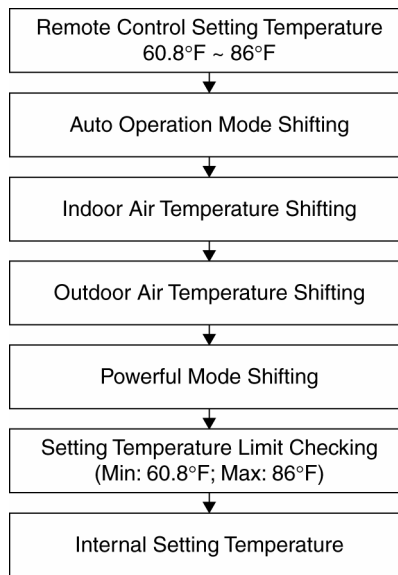 Remote Control Setting Temperature
60.8°F ~ 86°F
Auto Operation Mode Shifting
Indoor Air Temperature Shifting
Outdoor Air Temperature Shifting
Powerful Mode Shifting
Setting Temperature Limit Checking
(Min: 60.8°F; Max: 86°F)
Internal Setting Temperature